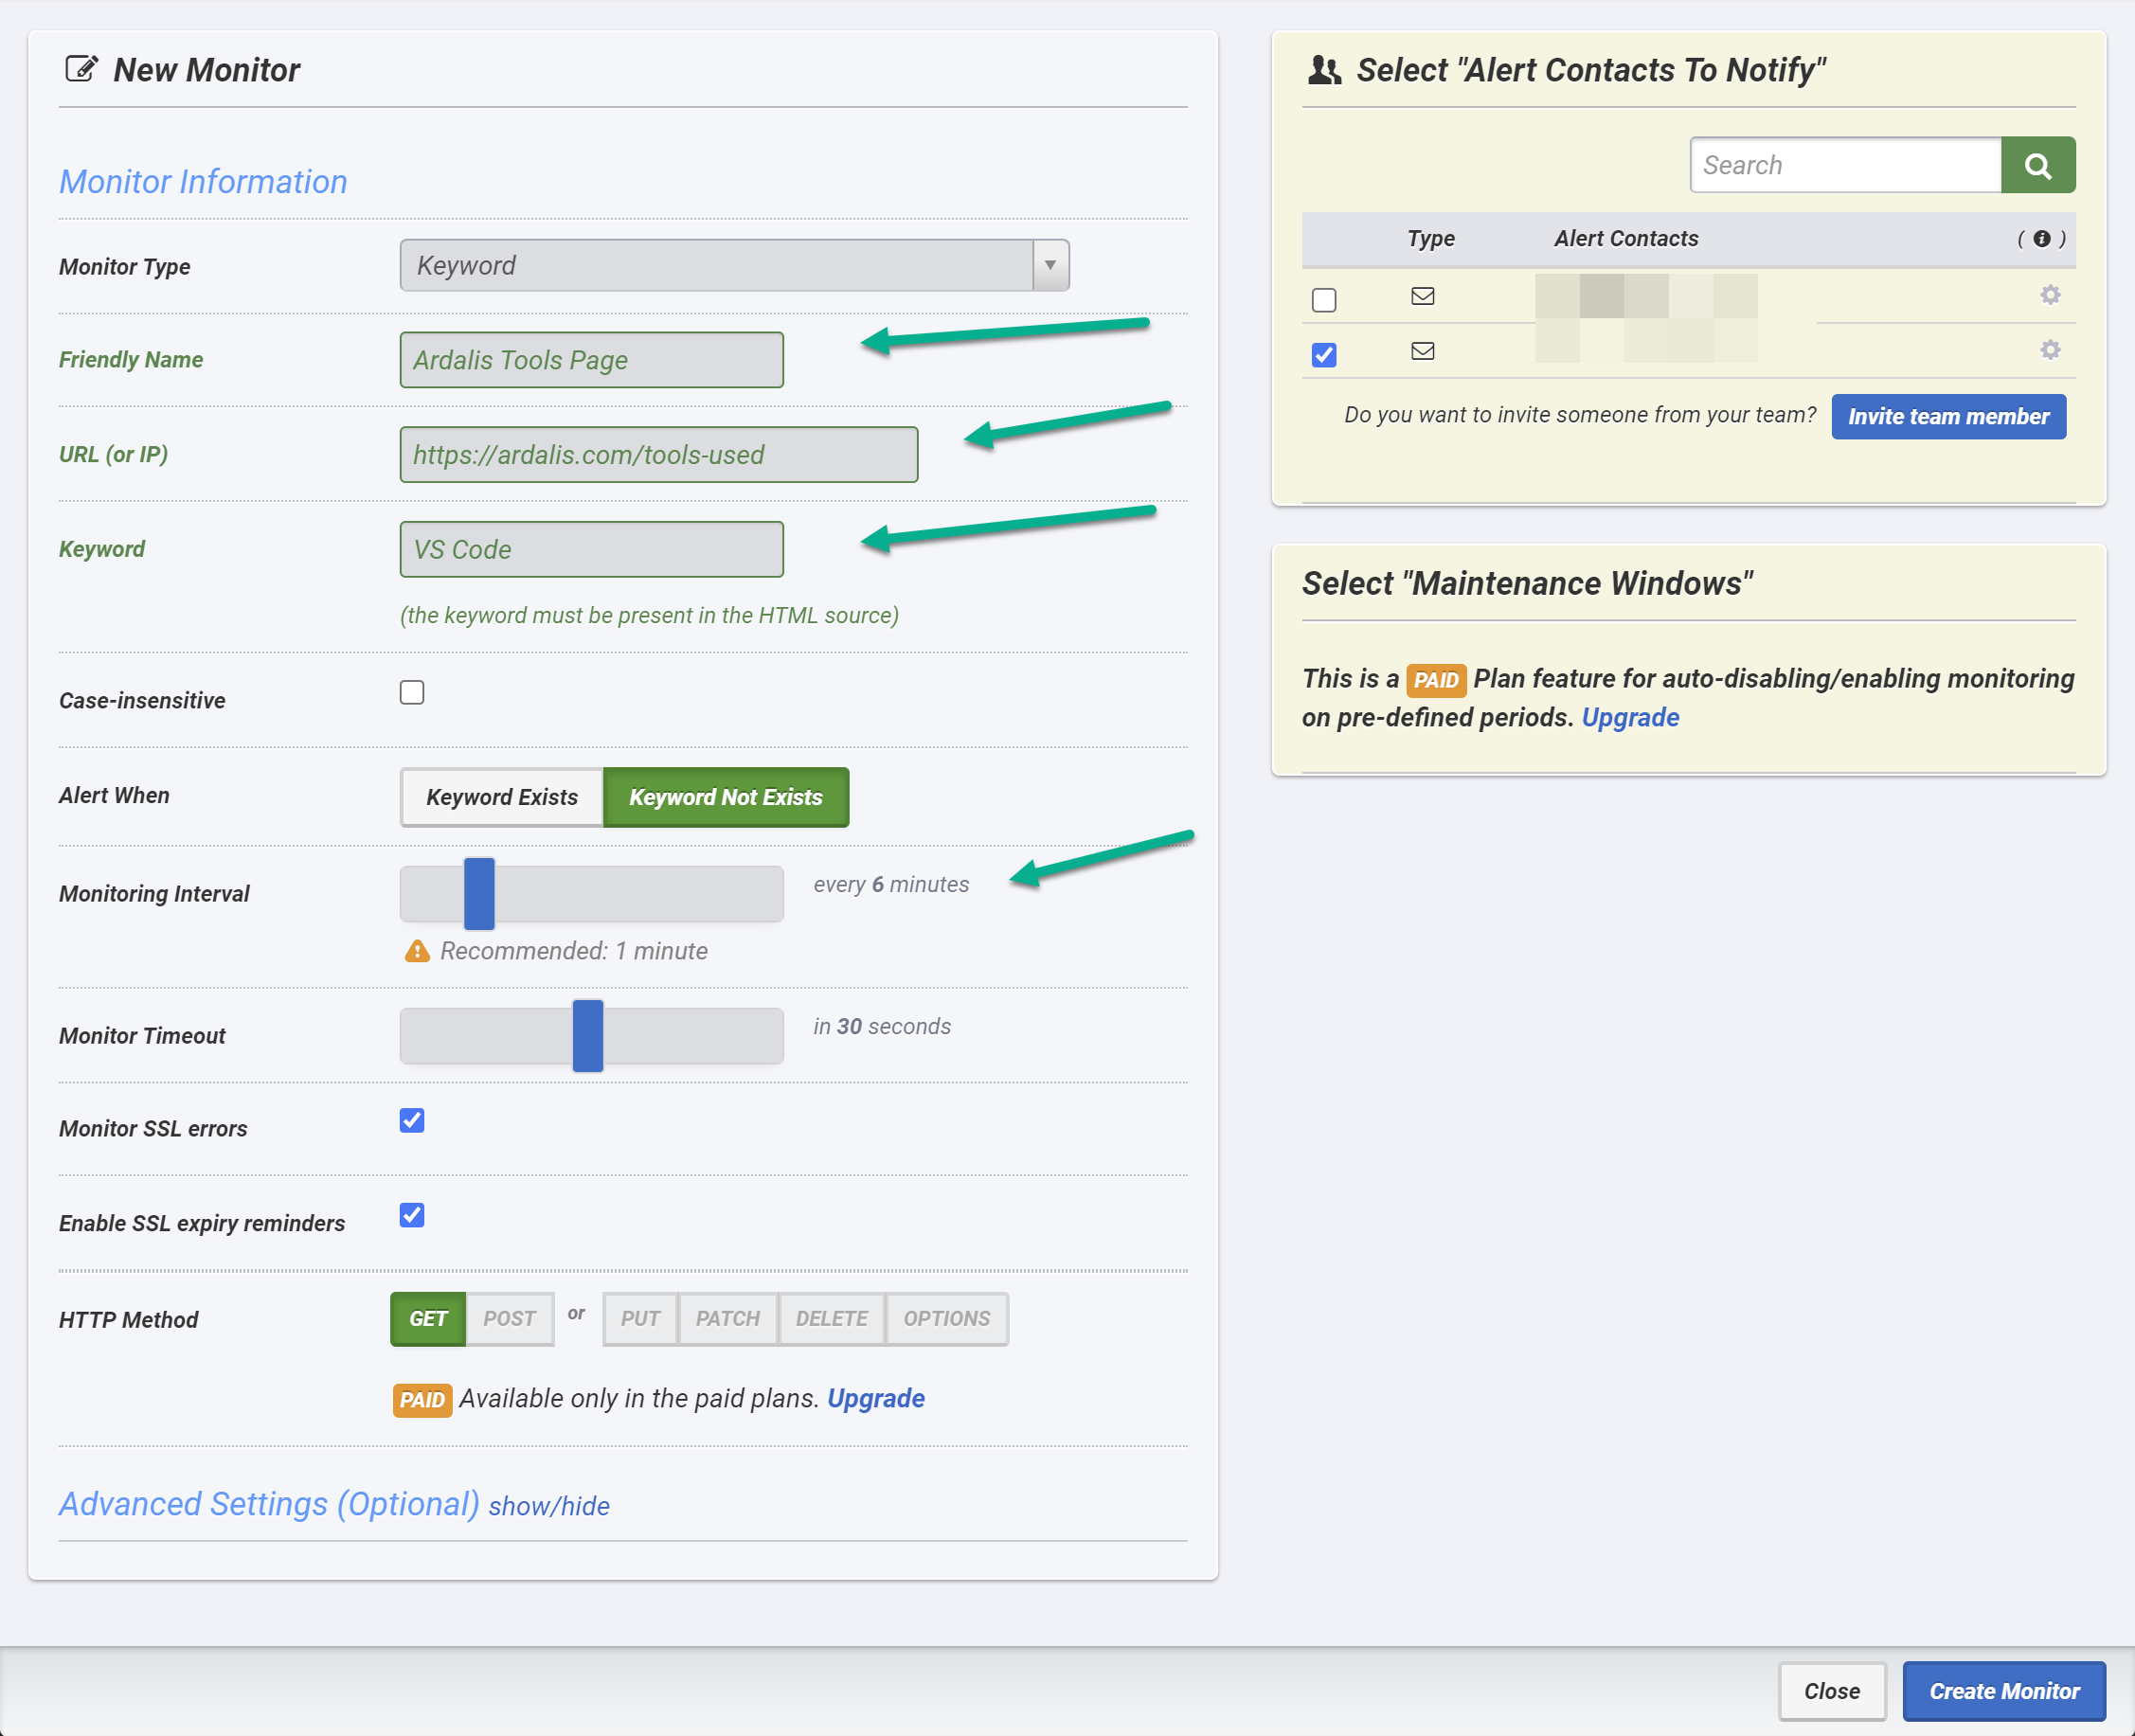 New Monitor
Monitor Information
Monitor Type
Keyword
Friendly Name
Ardalis Tools Page
URL (or IP)
https://ardalis.com/tools-used
Keyword
VS Code
(the keyword must be present in the HTML source)
Case-insensitive
Alert When
Keyword Exists
Keyword Not Exists
Monitoring Interval
every 6 minutes
Recommended: 1 minute
Monitor Timeout
in 30 seconds
Monitor SSL errors
Enable SSL expiry reminders
HTTP Method
GET
POST
or
PUT
PATCH
DELETE
OPTIONS
PAID Available only in the paid plans. Upgrade
Advanced Settings (Optional) show/hide
Select "Alert Contacts To Notify"
Search
Type
Alert Contacts
( i )
Do you want to invite someone from your team?
Invite team member
Select "Maintenance Windows"
This is a PAID Plan feature for auto-disabling/enabling monitoring
on pre-defined periods. Upgrade
Close
Create Monitor